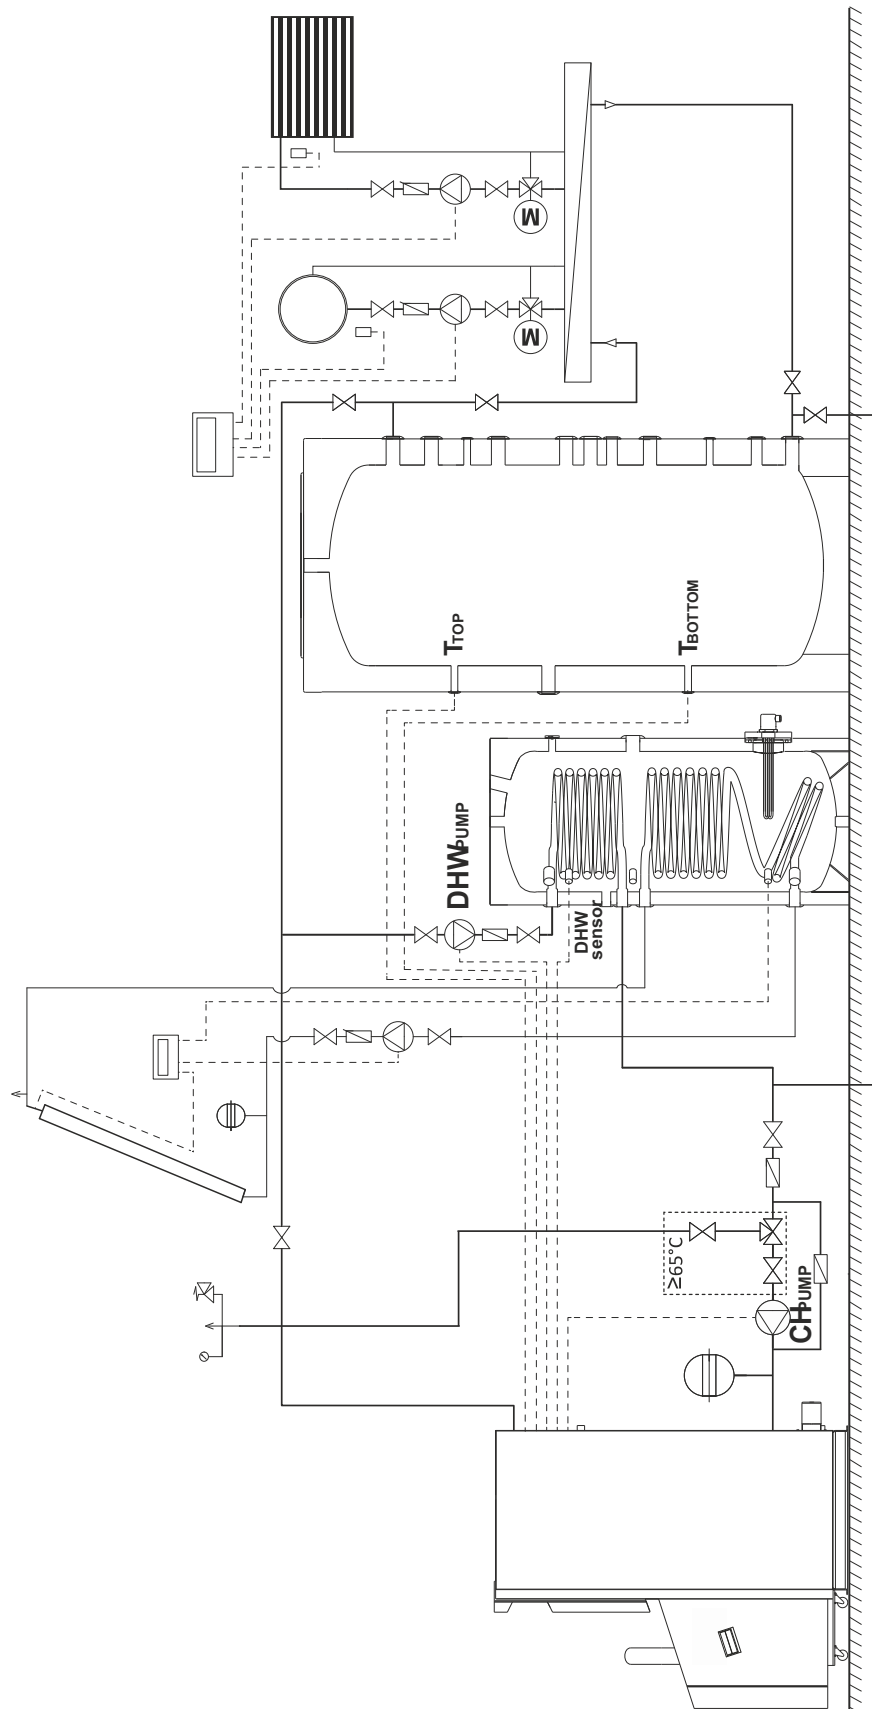 M
M
T TOP
T BOTTOM
DHW PUMP
DHW
sensor
≥65°C
CH PUMP